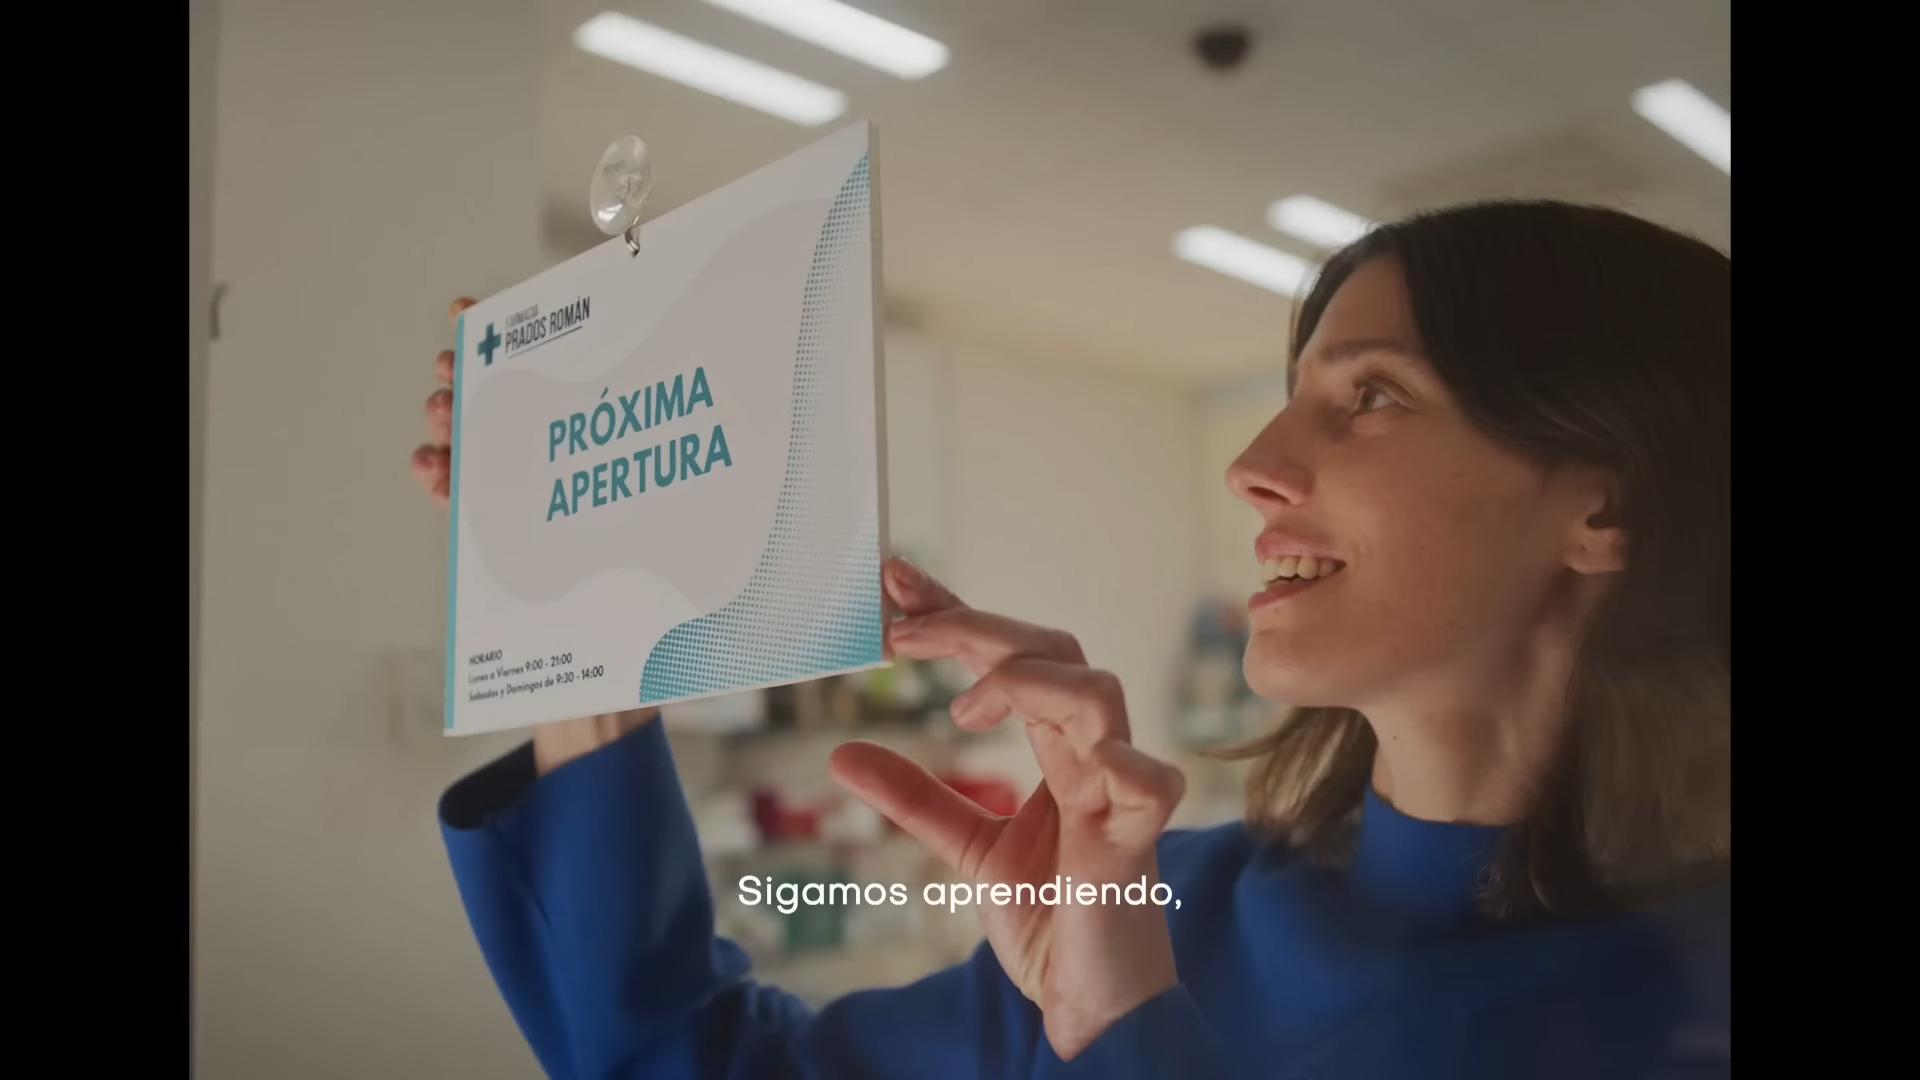 FARMACIA
PRADOS ROMÁN
PRÓXIMA
APERTURA
HORARIO
Lunes a Viernes 9:00 - 21:00
Sabados y Domingos de 9:30 - 14:00
Sigamos aprendiendo,